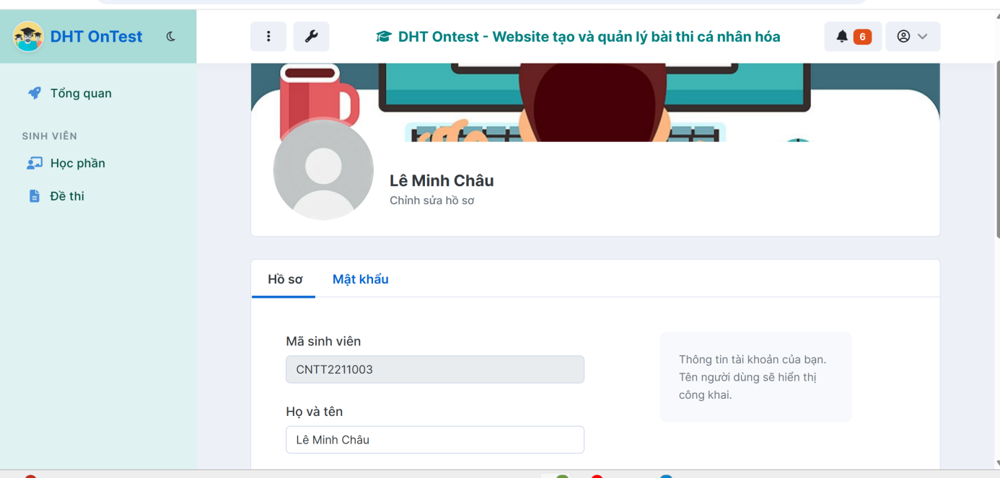 DHT OnTest
DHT Ontest - Website tạo và quản lý bài thi cá nhân hóa
6
Tổng quan
SINH VIÊN
Học phần
Đề thi
Lê Minh Châu
Chỉnh sửa hồ sơ
Hồ sơ
Mật khẩu
Mã sinh viên
CNTT2211003
Họ và tên
Lê Minh Châu
Thông tin tài khoản của bạn.
Tên người dùng sẽ hiển thị
công khai.